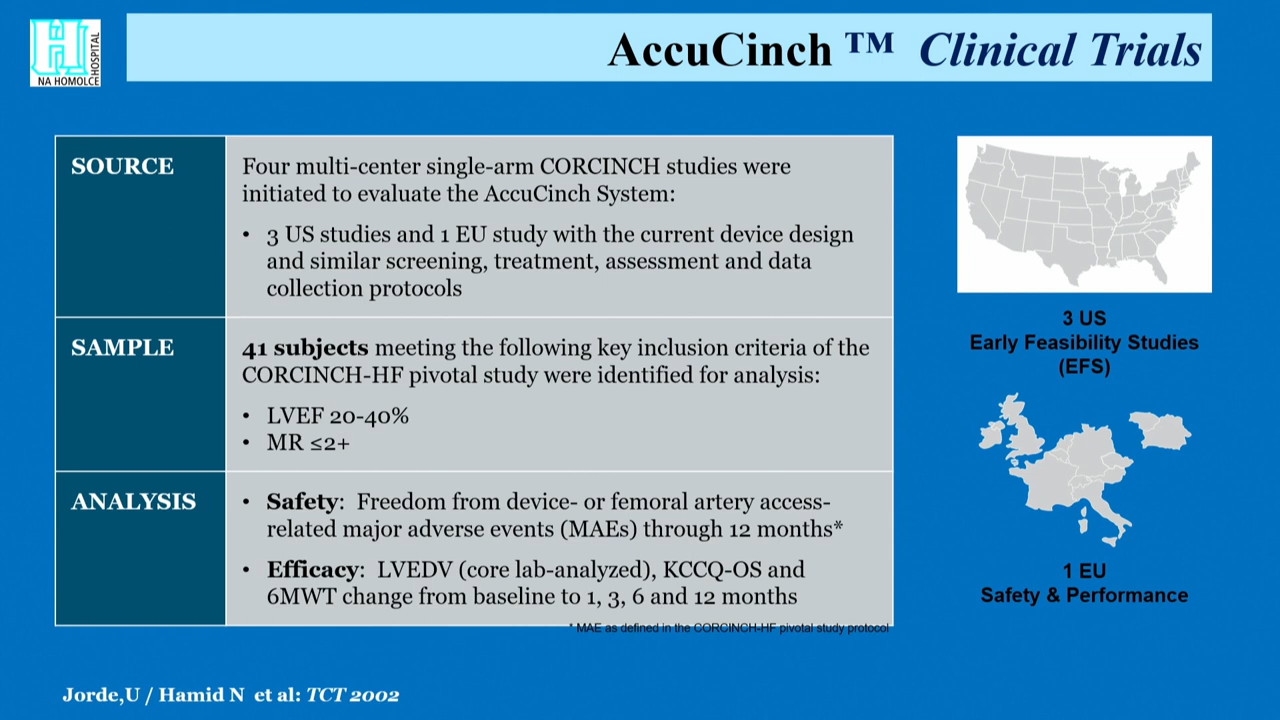 H
NA HOMOLCE
HOSPITAL
AccuCinch ™ Clinical Trials
SOURCE
Four multi-center single-arm CORCINCH studies were
initiated to evaluate the AccuCinch System:
• 3 US studies and 1 EU study with the current device design
and similar screening, treatment, assessment and data
collection protocols
SAMPLE
41 subjects meeting the following key inclusion criteria of the
CORCINCH-HF pivotal study were identified for analysis:
• LVEF 20-40%
• MR ≤2+
ANALYSIS
• Safety: Freedom from device- or femoral artery access-
related major adverse events (MAEs) through 12 months*
• Efficacy: LVEDV (core lab-analyzed), KCCQ-OS and
6MWT change from baseline to 1, 3, 6 and 12 months
* MAE as defined in the CORCINCH-HF pivotal study protocol
3 US
Early Feasibility Studies
(EFS)
1 EU
Safety & Performance
Jorde,U / Hamid N et al: TCT 2002